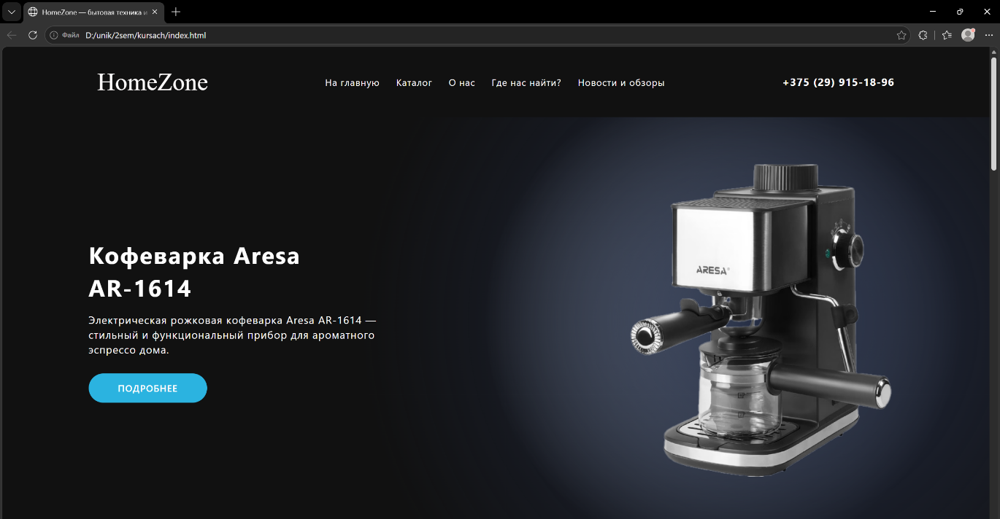 HomeZone — бытовая техника и
Файл D:/unik/2sem/kursach/index.html
HomeZone
На главную Каталог О нас Где нас найти? Новости и обзоры
+375 (29) 915-18-96
Кофеварка Aresa
AR-1614
Электрическая рожковая кофеварка Aresa AR-1614 —
стильный и функциональный прибор для ароматного
эспрессо дома.
ПОДРОБНЕЕ
ARESA®